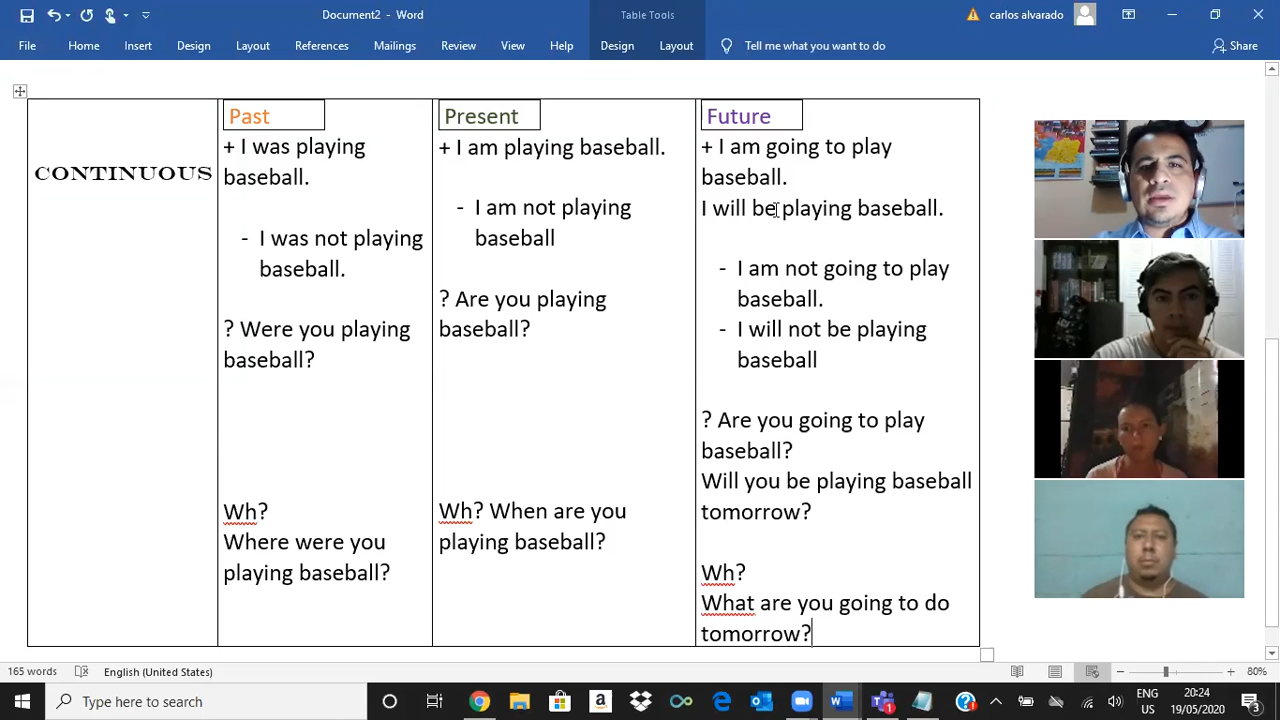 Document2 - Word
Table Tools
carlos alvarado
File
Home
Insert
Design
Layout
References
Mailings
Review
View
Help
Design
Layout
Tell me what you want to do
Share
CONTINUOUS
Past
+ I was playing
baseball.
- I was not playing
baseball.
? Were you playing
baseball?
Wh?
Where were you
playing baseball?
Present
+ I am playing baseball.
- I am not playing
baseball
? Are you playing
baseball?
Wh? When are you
playing baseball?
Future
+ I am going to play
baseball.
I will be playing baseball.
- I am not going to play
baseball.
- I will not be playing
baseball
? Are you going to play
baseball?
Will you be playing baseball
tomorrow?
Wh?
What are you going to do
tomorrow?
165 words
English (United States)
80%
Type here to search
ENG
US
20:24
19/05/2020
3